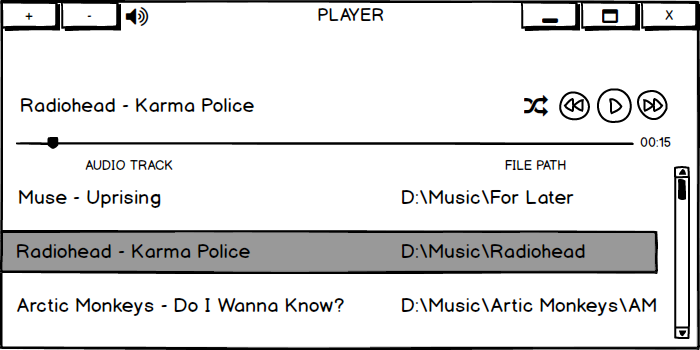 + - PLAYER X
Radiohead - Karma Police
00:15
AUDIO TRACK FILE PATH
Muse - Uprising D:\Music\For Later
Radiohead - Karma Police D:\Music\Radiohead
Arctic Monkeys - Do I Wanna Know? D:\Music\Artic Monkeys\AM